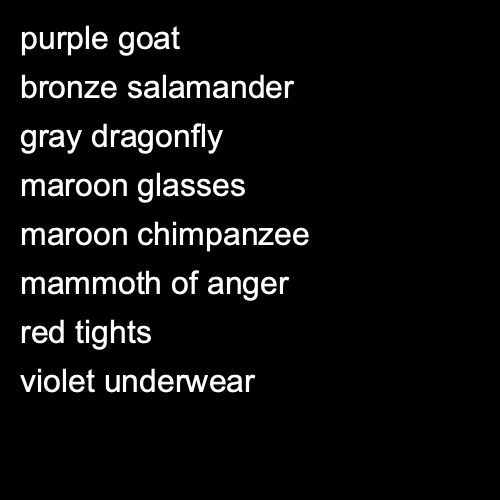 purple goat
bronze salamander
gray dragonfly
maroon glasses
maroon chimpanzee
mammoth of anger
red tights
violet underwear